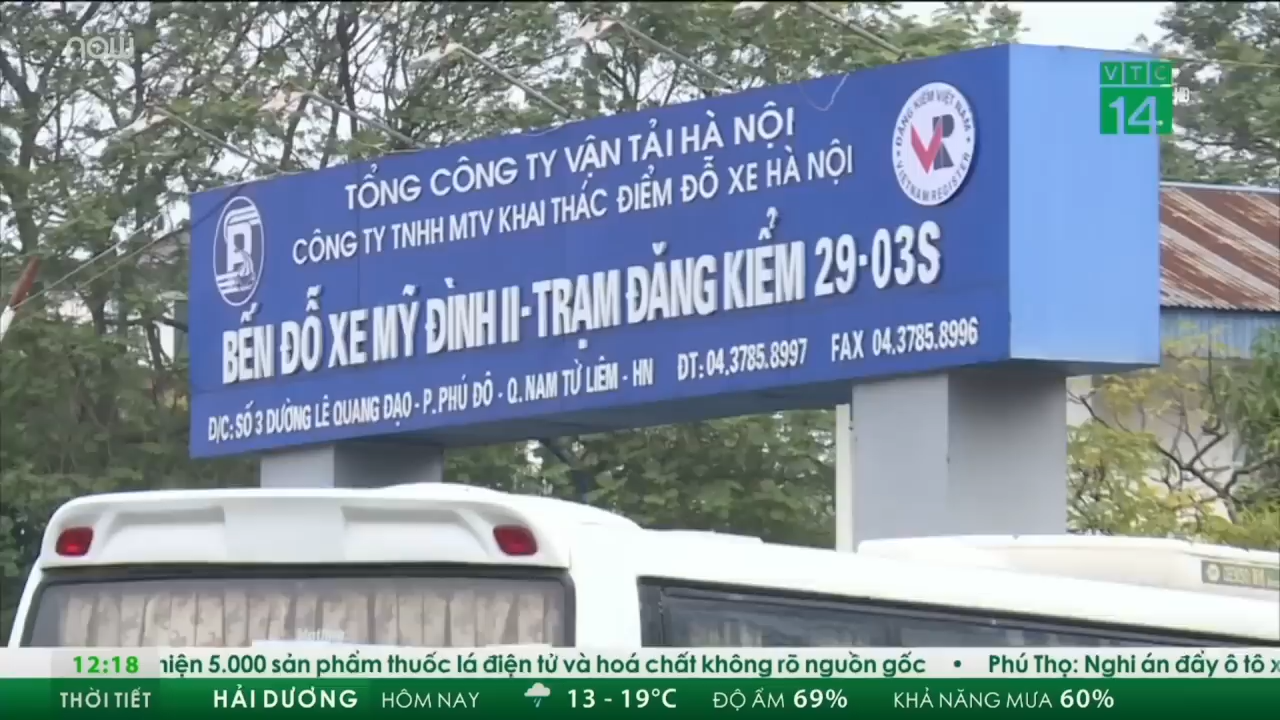 now
VTC
14
HD
ĐĂNG KIỂM VIỆT NAM
VR
VIETNAM REGISTER
TỔNG CÔNG TY VẬN TẢI HÀ NỘI
CÔNG TY TNHH MTV KHAI THÁC ĐIỂM ĐỖ XE HÀ NỘI
BẾN ĐỖ XE MỸ ĐÌNH II-TRẠM ĐĂNG KIỂM 29-03S
Đ/C: SỐ 3 DƯỜNG LÊ QUANG ĐẠO - P. PHÚ ĐÔ - Q. NAM TỪ LIÊM - HN ĐT: 04.3785.8997 FAX 04.3785.8996
12:18 hiện 5.000 sản phẩm thuốc lá điện tử và hoá chất không rõ nguồn gốc • Phú Thọ: Nghi án đẩy ô tô x
THỜI TIẾT HẢI DƯƠNG HÔM NAY 13 - 19°C ĐỘ ẨM 69% KHẢ NĂNG MƯA 60%